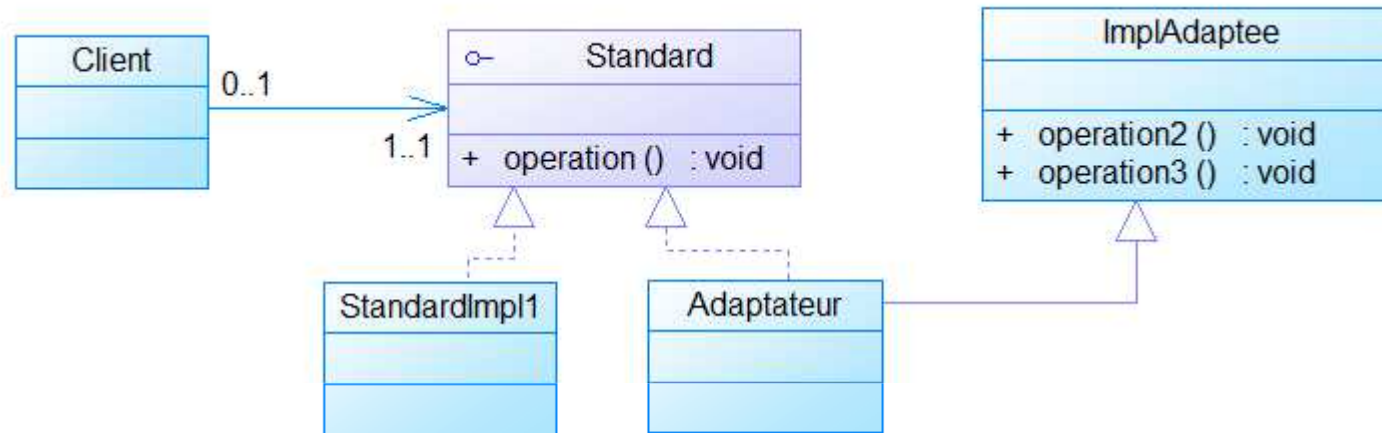 Client
0..1
1..1
Standard
+ operation () : void
ImplAdaptee
+ operation2 () : void
+ operation3 () : void
StandardImpl1
Adaptateur